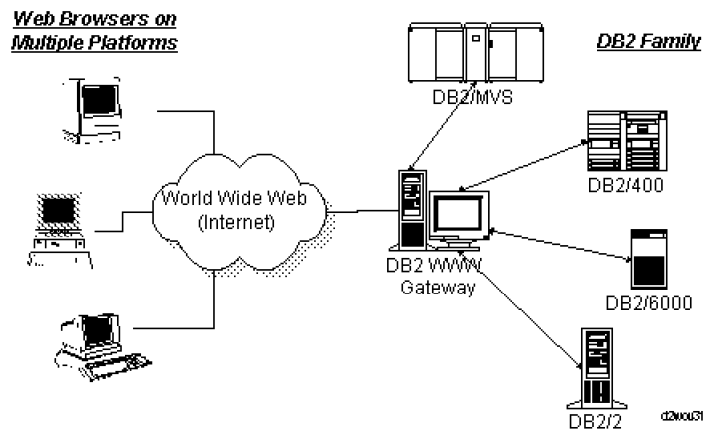 Web Browsers on
Multiple Platforms
DB2 Family
DB2/MVS
DB2/400
World Wide Web
(Internet)
DB2 WWW
Gateway
DB2/6000
DB2/2